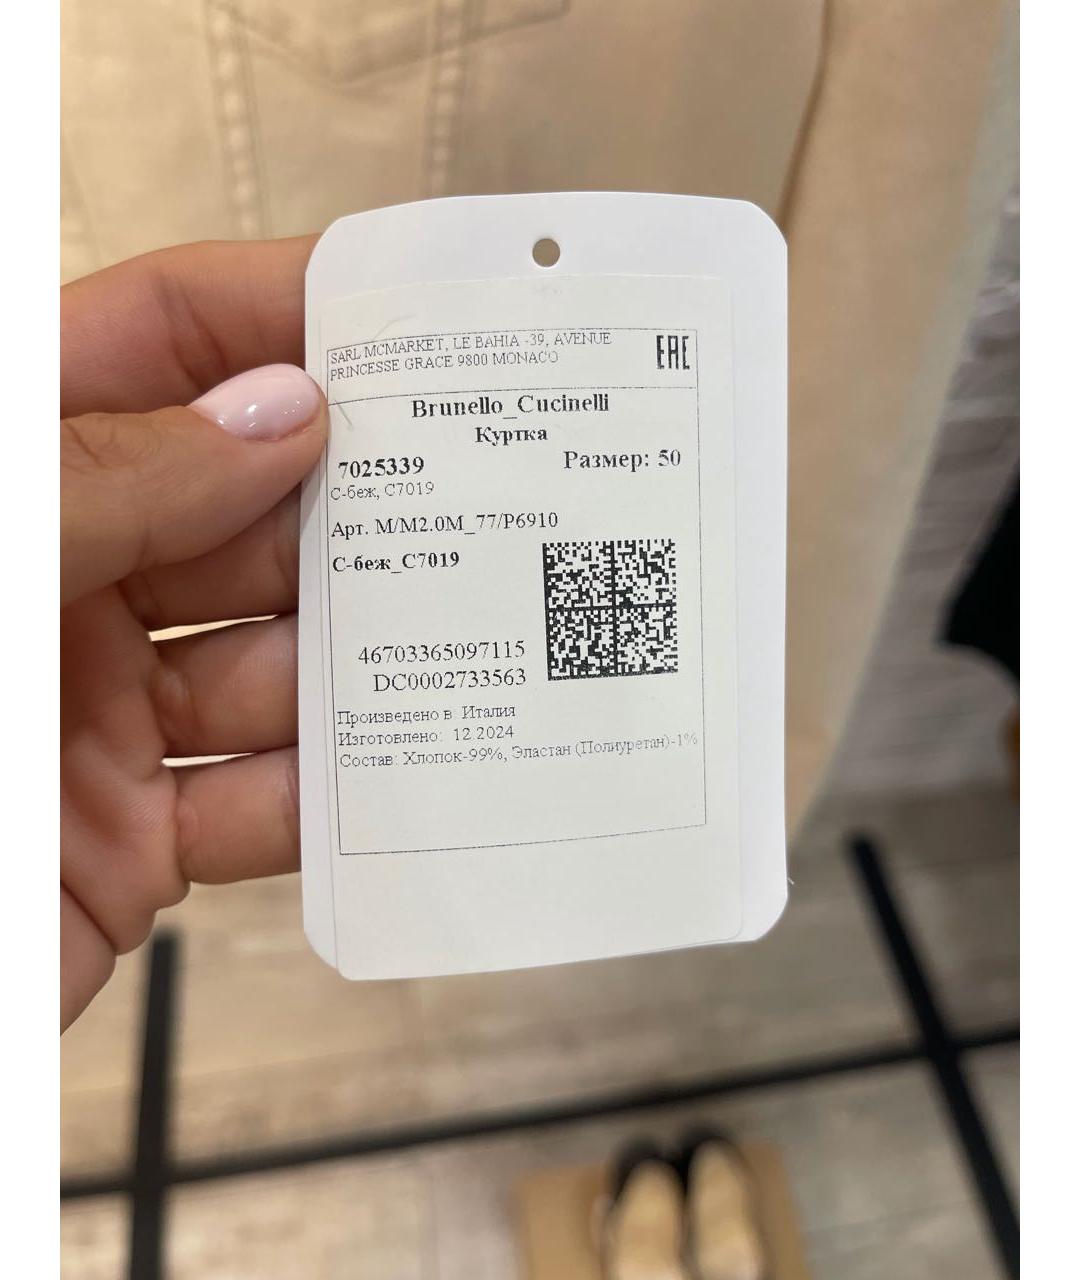 SARL MCMARKET, LE BAHIA -39, AVENUE
PRINCESSE GRACE 9800 MONACO
EAC
Brunello_Cucinelli
Куртка
7025339
Размер: 50
С-беж, C7019
Арт. M/M2.0M_77/P6910
С-беж_C7019
46703365097115
DC0002733563
Произведено в: Италия
Изготовлено: 12.2024
Состав: Хлопок-99%, Эластан (Полиуретан)-1%